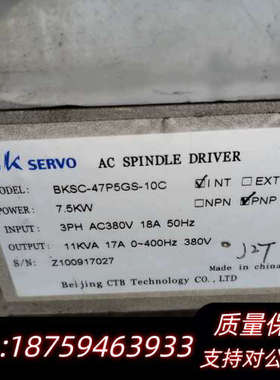 K SERVO AC SPINDLE DRIVER
MODEL: BKSC-47P5GS-10C ✓INT EXT
POWER: 7.5KW NPN ✓PNP
INPUT: 3PH AC380V 18A 50Hz
OUTPUT: 11KVA 17A 0-400Hz 380V
S/N: Z100917027
Made in china
Beijing CTB Technology CO., LTD
质量保
:18759463933
支持对公